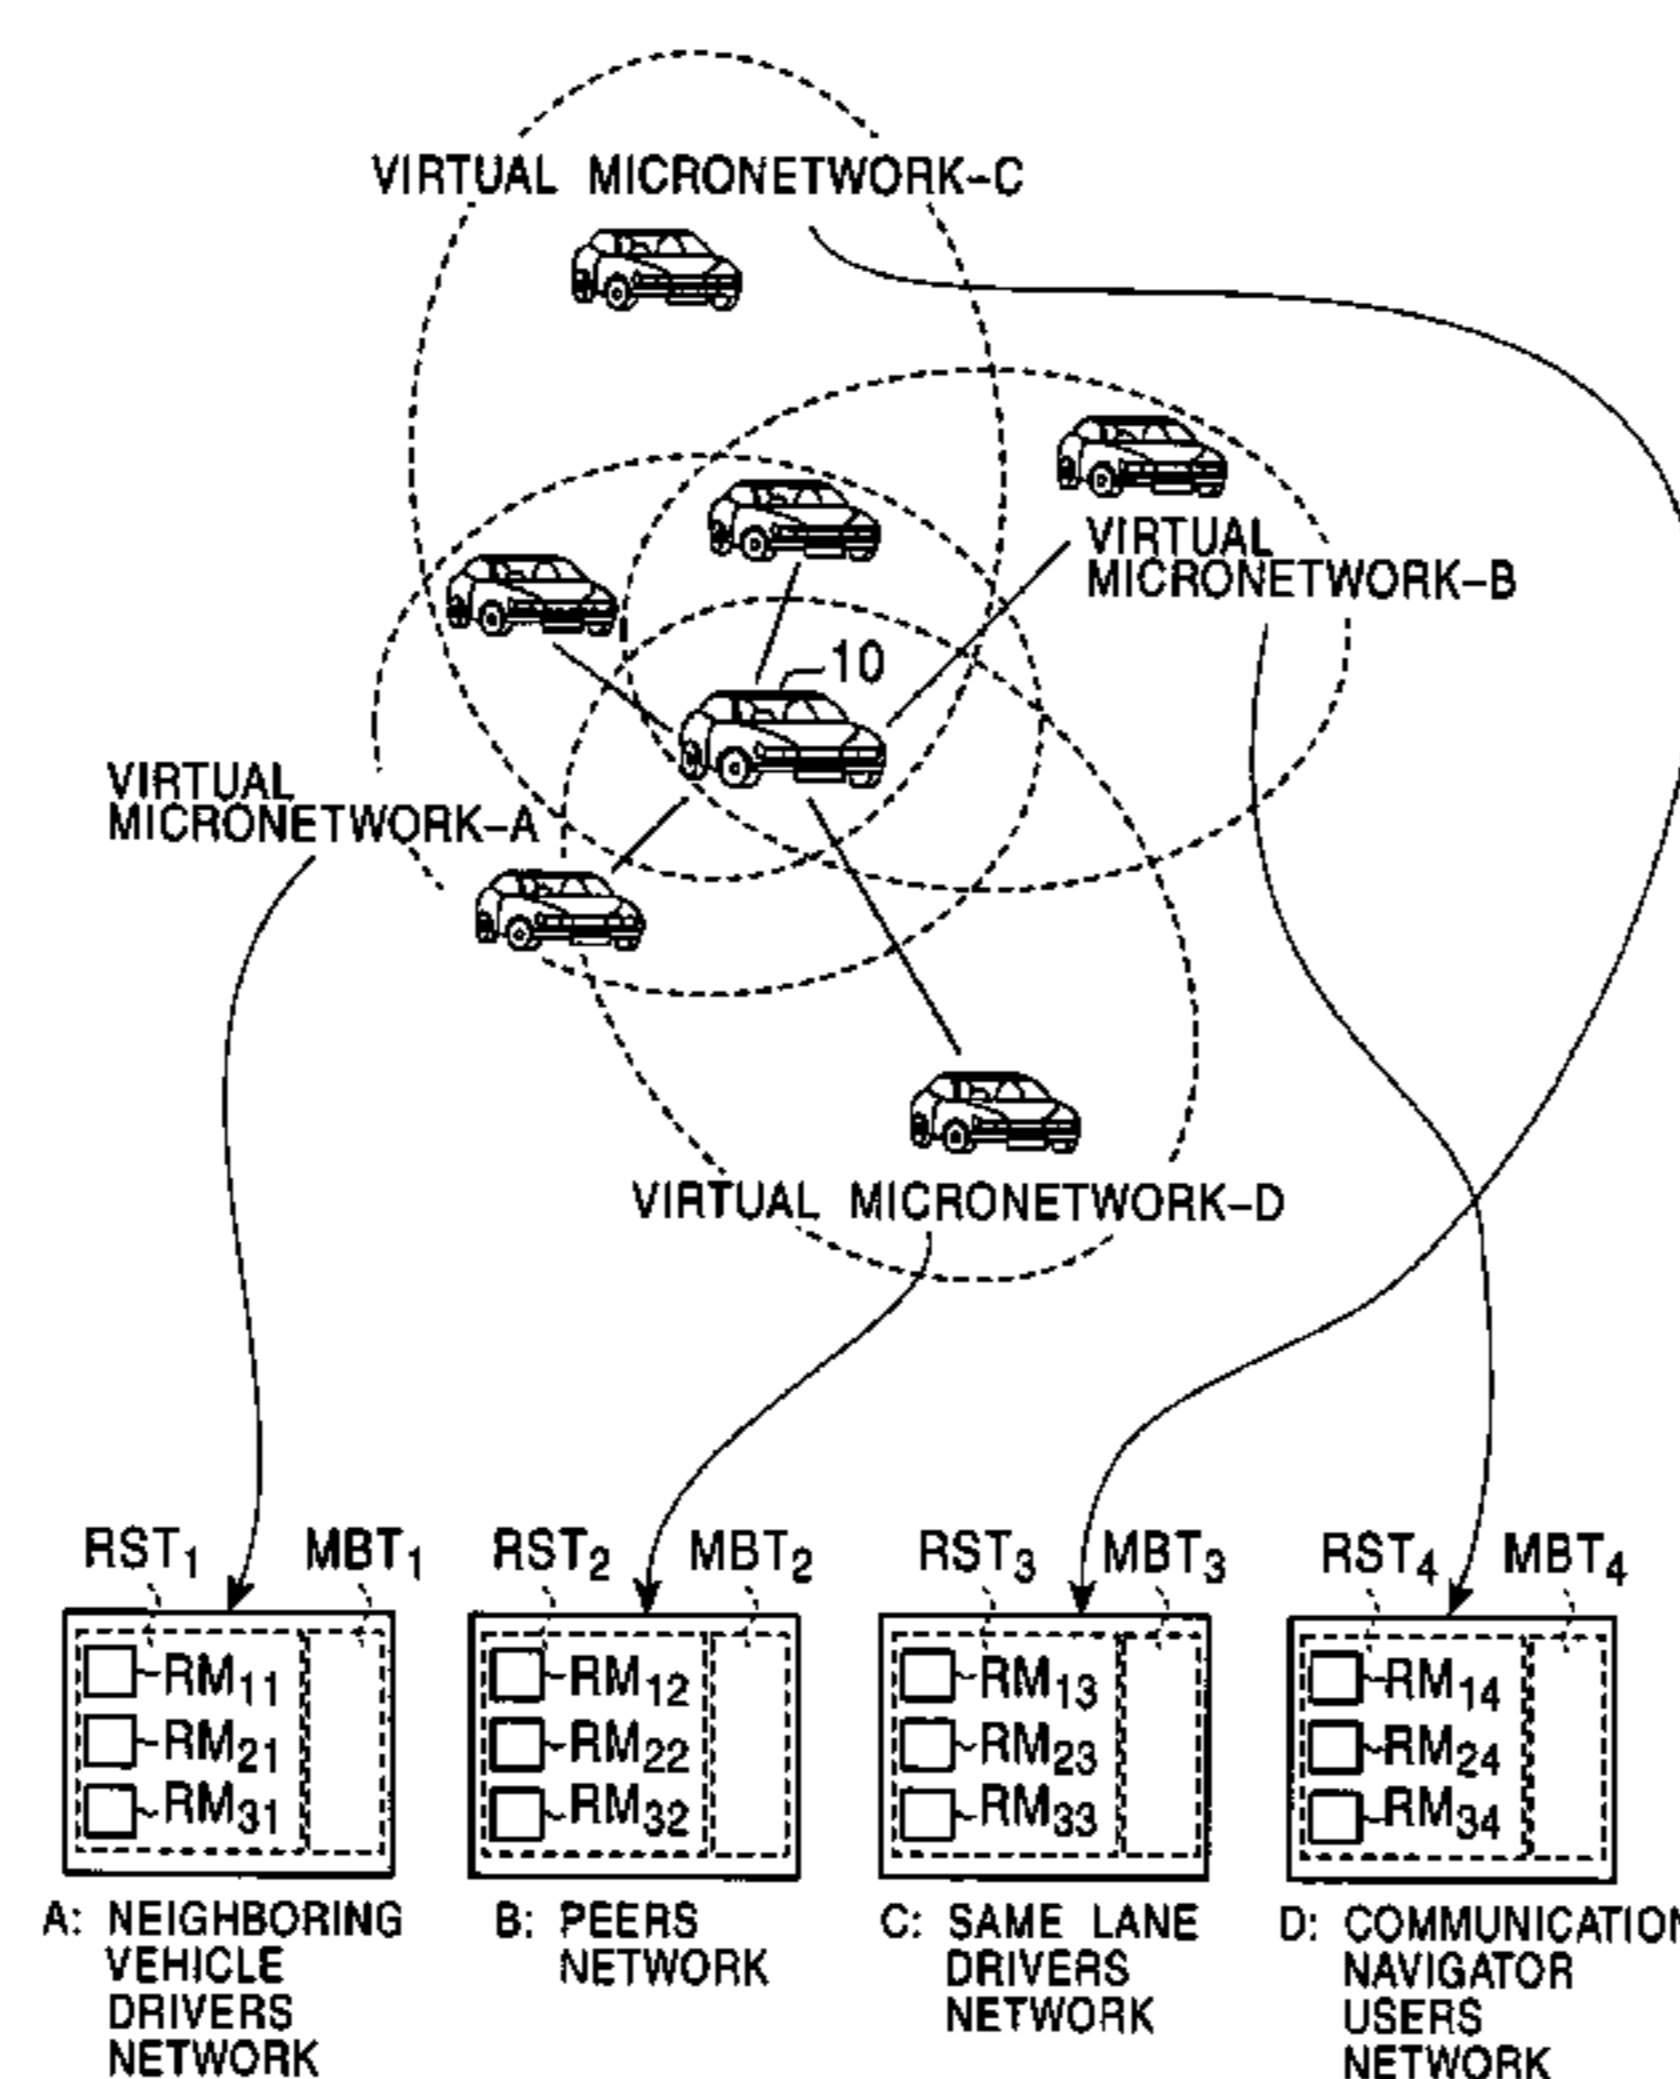 VIRTUAL MICRONETWORK-C
VIRTUAL
MICRONETWORK-B
10
VIRTUAL
MICRONETWORK-A
VIRTUAL MICRONETWORK-D
RST1 MBT1 RST2 MBT2 RST3 MBT3 RST4 MBT4
RM11 RM12 RM13 RM14
RM21 RM22 RM23 RM24
RM31 RM32 RM33 RM34
A: NEIGHBORING
VEHICLE
DRIVERS
NETWORK
B: PEERS
NETWORK
C: SAME LANE
DRIVERS
NETWORK
D: COMMUNICATION
NAVIGATOR
USERS
NETWORK